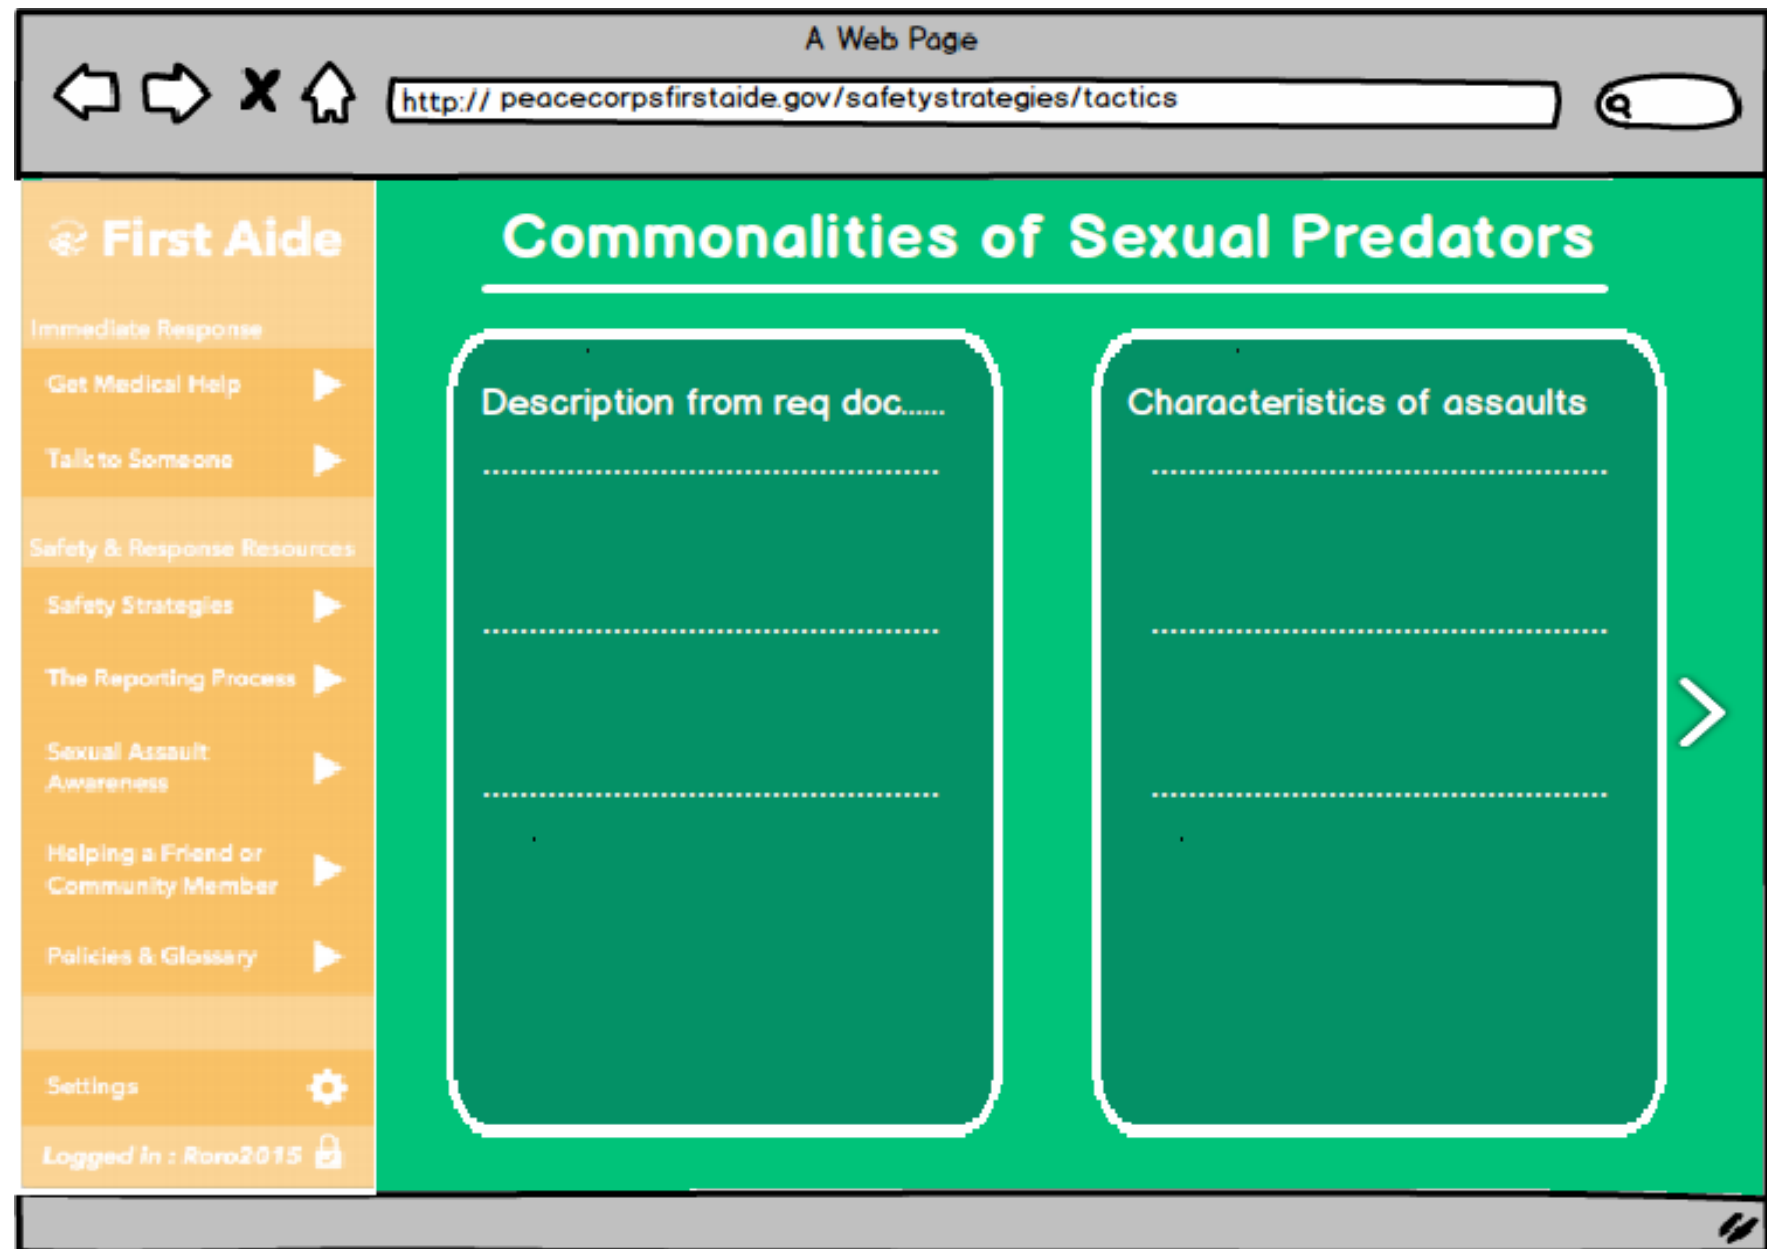 A Web Page
http:// peacecorpsfirstaide.gov/safetystrategies/tactics
First Aide
Immediate Response
Get Medical Help
Talk to Someone
Safety & Response Resources
Safety Strategies
The Reporting Process
Sexual Assault
Awareness
Helping a Friend or
Community Member
Policies & Glossary
Settings
Logged in : Roro2015
Commonalities of Sexual Predators
Description from req doc......
Characteristics of assaults